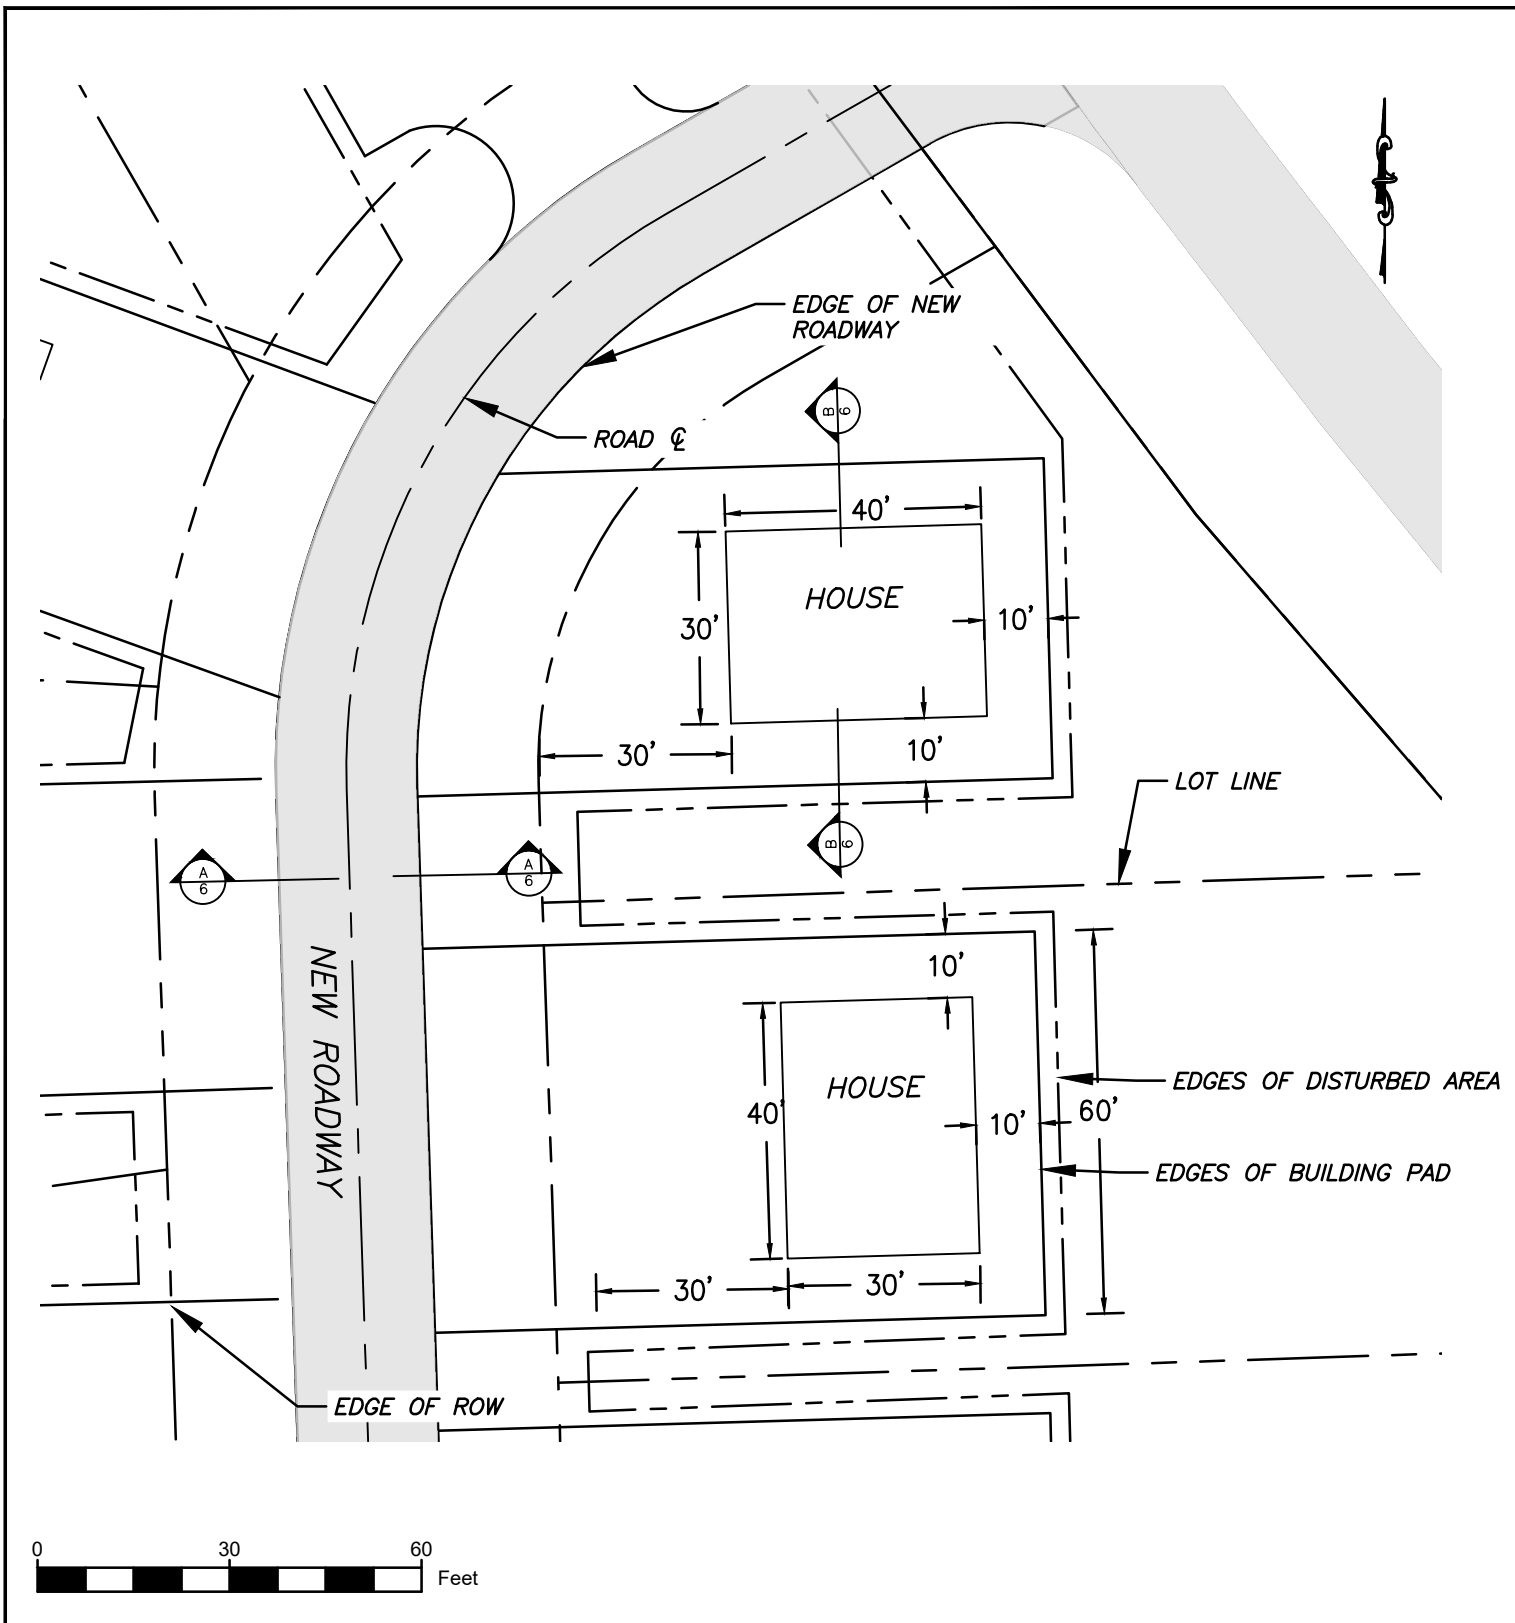 EDGE OF NEW
ROADWAY
B
6
ROAD ℄
40'
HOUSE
30'
10'
30'
10'
LOT LINE
A
6
A
6
B
6
10'
NEW ROADWAY
HOUSE
EDGES OF DISTURBED AREA
40'
10'
60'
EDGES OF BUILDING PAD
30'
30'
EDGE OF ROW
0
30
60
Feet